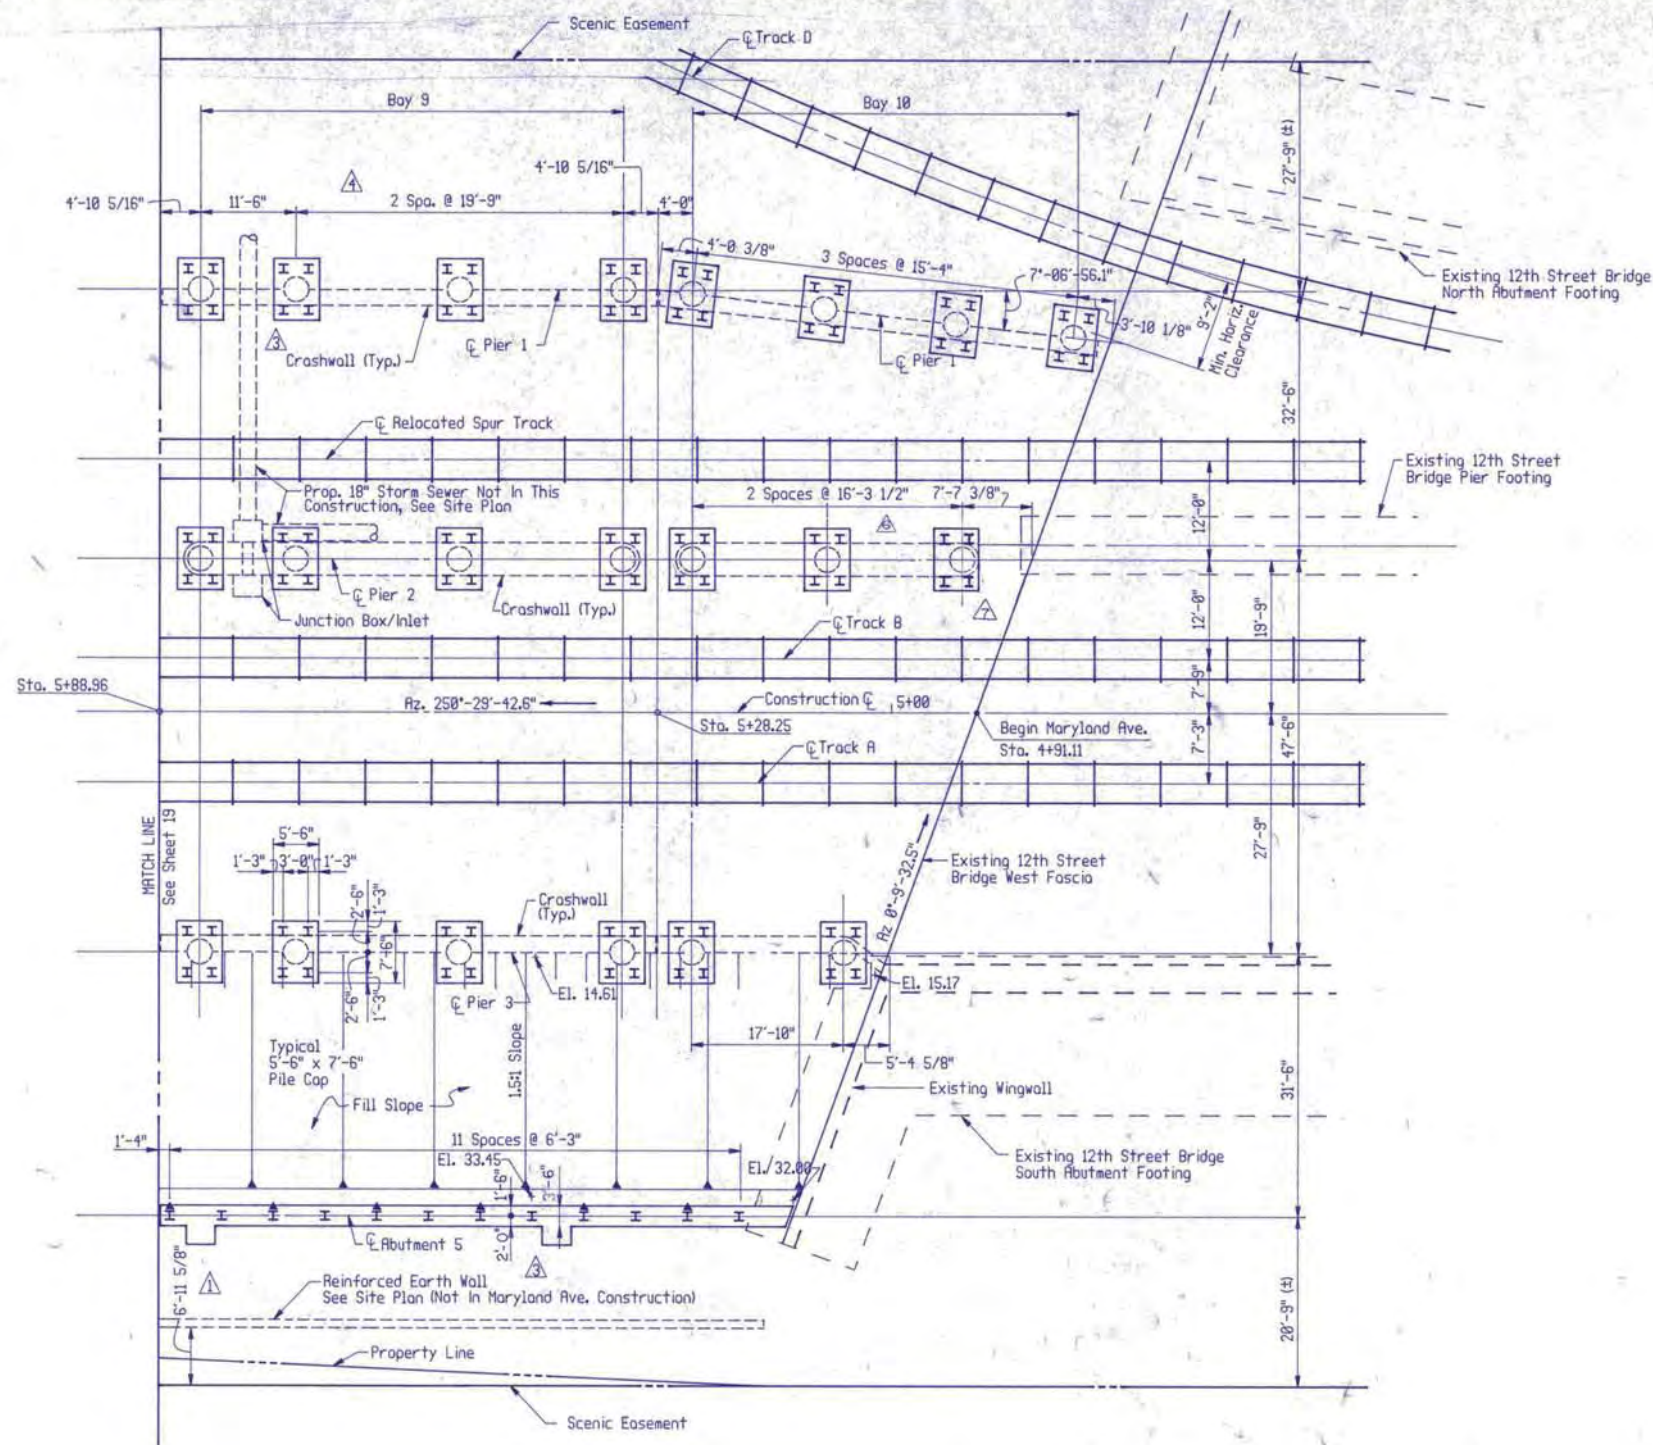 Scenic Easement
℄ Track D
Bay 9
Bay 10
27'-9" (±)
4'-10 5/16"
4
4'-10 5/16"
11'-6"
2 Spa. @ 19'-9"
4'-0"
4'-0 3/8"
3 Spaces @ 15'-4"
7°-06'-56.1"
Existing 12th Street Bridge
North Abutment Footing
3
Crashwall (Typ.)
℄ Pier 1
℄ Pier 1
3'-10 1/8"
9'-2"
Min. Horiz.
Clearance
32'-6"
℄ Relocated Spur Track
Existing 12th Street
Bridge Pier Footing
Prop. 18" Storm Sewer Not In This
Construction, See Site Plan
2 Spaces @ 16'-3 1/2"
7'-7 3/8"
6
12'-0"
℄ Pier 2
Crashwall (Typ.)
Junction Box/Inlet
7
℄ Track B
12'-0"
19'-9"
Sta. 5+88.96
Az. 250°-29'-42.6"
Construction ℄
5+00
7'-9"
Sta. 5+28.25
Begin Maryland Ave.
Sta. 4+91.11
7'-3"
47'-6"
℄ Track A
MATCH LINE
See Sheet 19
5'-6"
1'-3"
3'-0"
1'-3"
2'-6"
1'-3"
7'-6"
2'-6"
1'-3"
Crashwall
(Typ.)
Existing 12th Street
Bridge West Fascia
Az 0°-9'-32.5"
27'-9"
℄ Pier 3
El. 14.61
El. 15.17
Typical
5'-6" x 7'-6"
Pile Cap
1.5:1 Slope
17'-10"
5'-4 5/8"
Existing Wingwall
31'-6"
Fill Slope
1'-4"
11 Spaces @ 6'-3"
El. 33.45
1'-6"
3'-6"
El. 32.00
Existing 12th Street Bridge
South Abutment Footing
℄ Abutment 5
2'-0"
6'-11 5/8"
1
3
Reinforced Earth Wall
See Site Plan (Not In Maryland Ave. Construction)
20'-9" (±)
Property Line
Scenic Easement